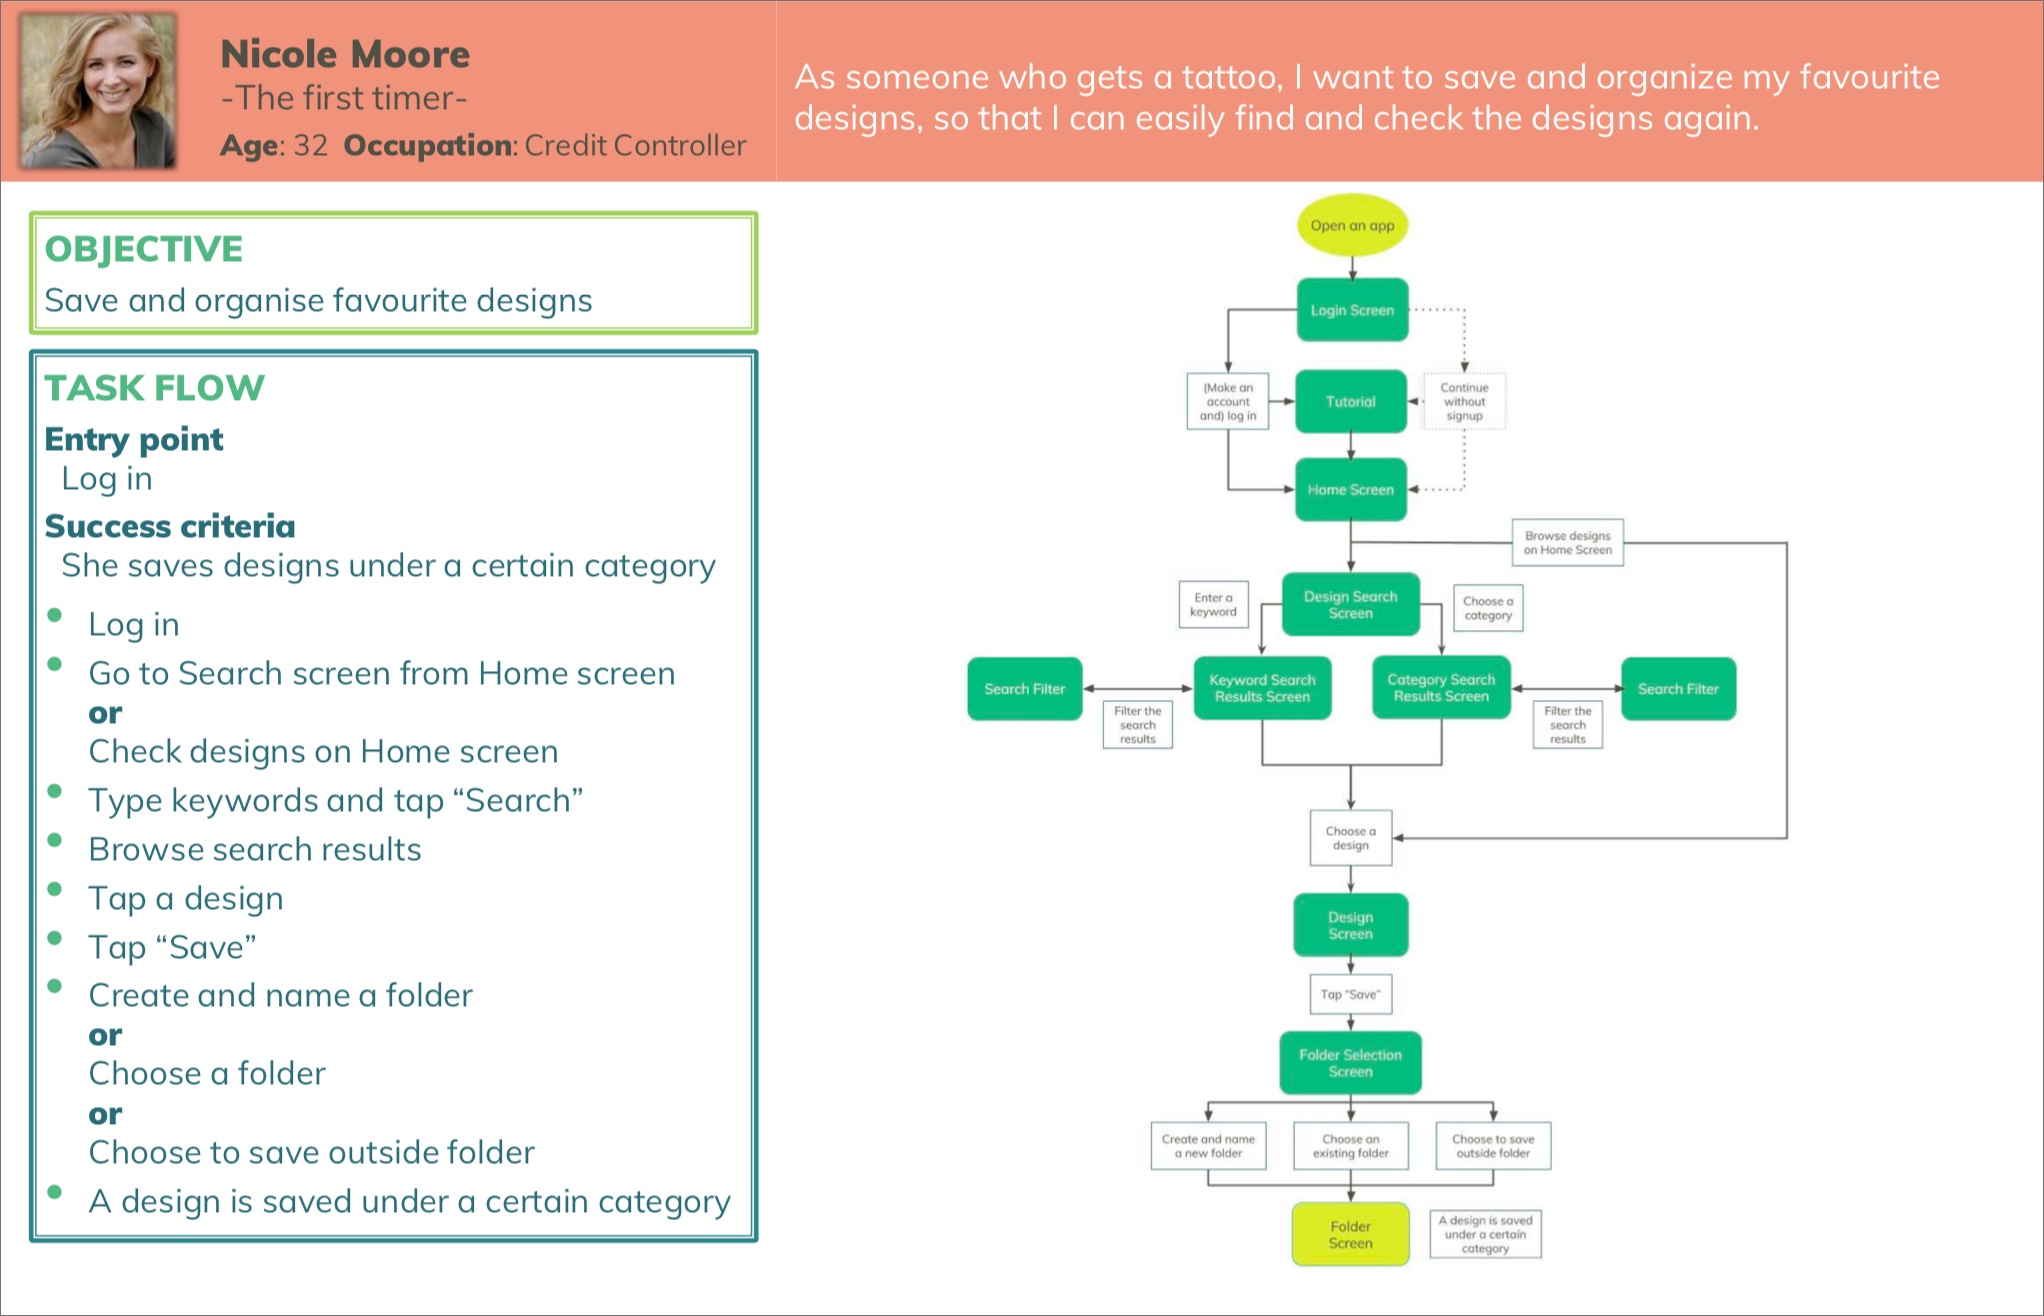 Nicole Moore
-The first timer-
Age: 32 Occupation: Credit Controller
As someone who gets a tattoo, I want to save and organize my favourite
designs, so that I can easily find and check the designs again.
OBJECTIVE
Save and organise favourite designs
TASK FLOW
Entry point
Log in
Success criteria
She saves designs under a certain category
• Log in
• Go to Search screen from Home screen
or
Check designs on Home screen
• Type keywords and tap “Search”
• Browse search results
• Tap a design
• Tap “Save”
• Create and name a folder
or
Choose a folder
or
Choose to save outside folder
• A design is saved under a certain category
Open an app
Login Screen
(Make an
account
and) log in
Tutorial
Continue
without
signup
Home Screen
Browse designs
on Home Screen
Enter a
keyword
Design Search
Screen
Choose a
category
Search Filter
Keyword Search
Results Screen
Category Search
Results Screen
Search Filter
Filter the
search
results
Filter the
search
results
Choose a
design
Design
Screen
Tap “Save”
Folder Selection
Screen
Create and name
a new folder
Choose an
existing folder
Choose to save
outside folder
Folder
Screen
A design is saved
under a certain
category